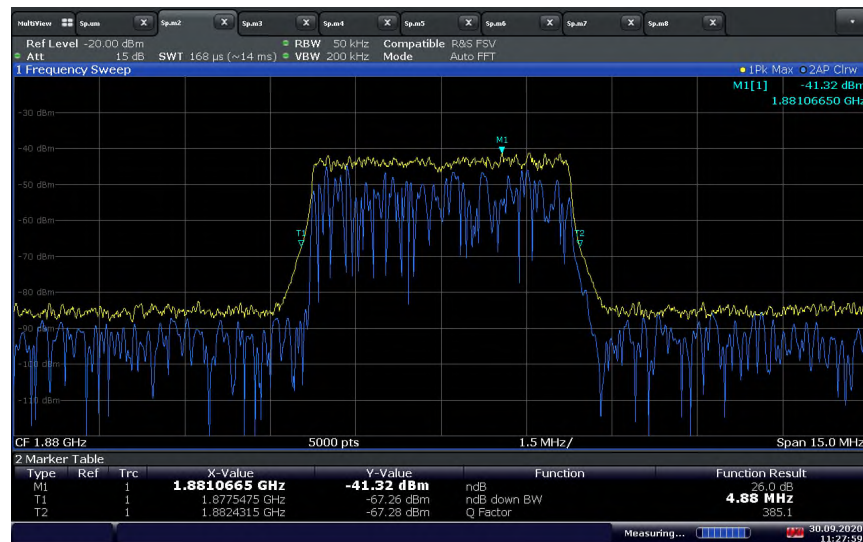 MultiView Sp.um X Sp.m2 X Sp.m3 X Sp.m4 X Sp.m5 X Sp.m6 X Sp.m7 X Sp.m8 X
Ref Level -20.00 dBm RBW 50 kHz Compatible R&S FSV
Att 15 dB SWT 168 µs (~14 ms) VBW 200 kHz Mode Auto FFT
1 Frequency Sweep 1Pk Max 2AP Clrw
M1[1] -41.32 dBm
1.88106650 GHz
-30 dBm
M1
-40 dBm
-50 dBm
-60 dBm
T1 T2
-70 dBm
-80 dBm
-90 dBm
-100 dBm
-110 dBm
CF 1.88 GHz 5000 pts 1.5 MHz/ Span 15.0 MHz
2 Marker Table
Type Ref Trc X-Value Y-Value Function Function Result
M1 1 1.8810665 GHz -41.32 dBm ndB 26.0 dB
T1 1 1.8775475 GHz -67.26 dBm ndB down BW 4.88 MHz
T2 1 1.8824315 GHz -67.28 dBm Q Factor 385.1
Measuring... 30.09.2020
11:27:59